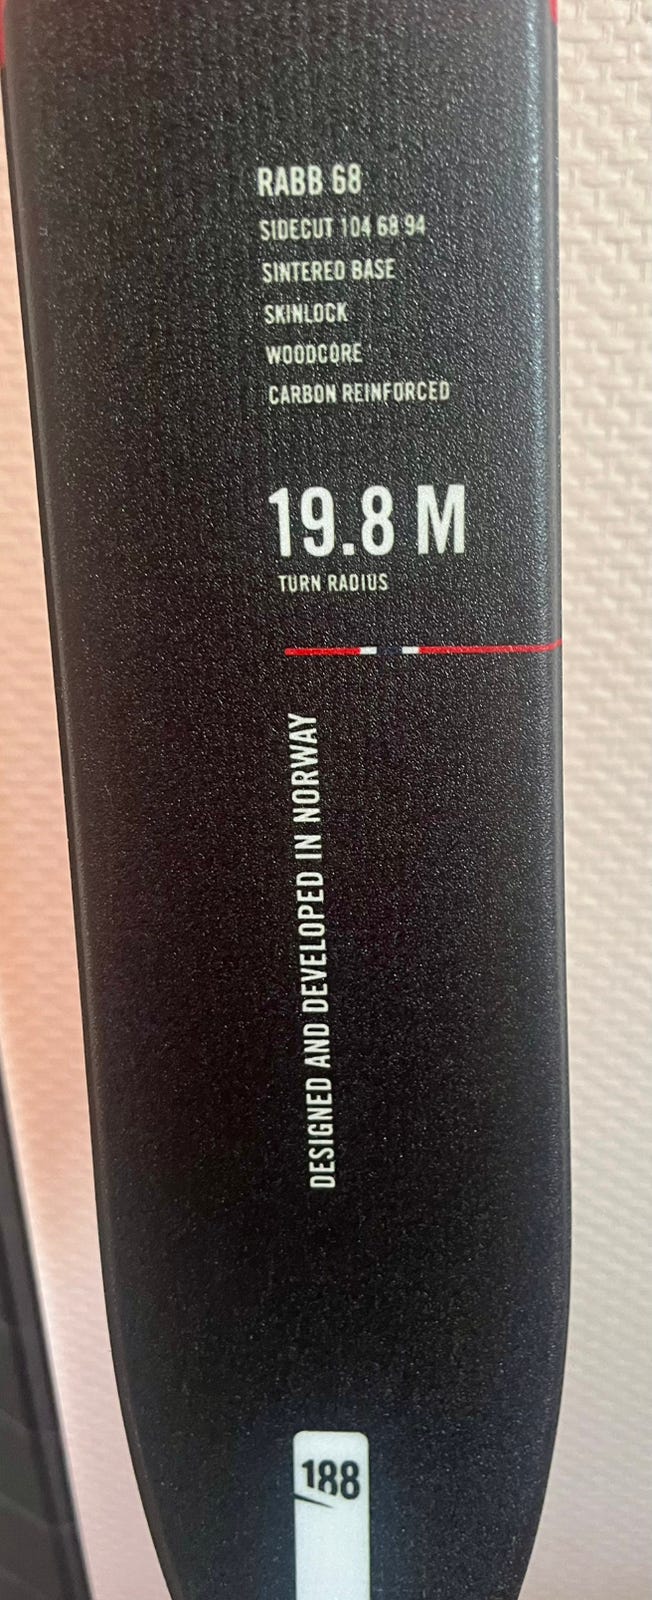 RABB 68
SIDECUT 104 68 94
SINTERED BASE
SKINLOCK
WOODCORE
CARBON REINFORCED
19.8 M
TURN RADIUS
DESIGNED AND DEVELOPED IN NORWAY
188